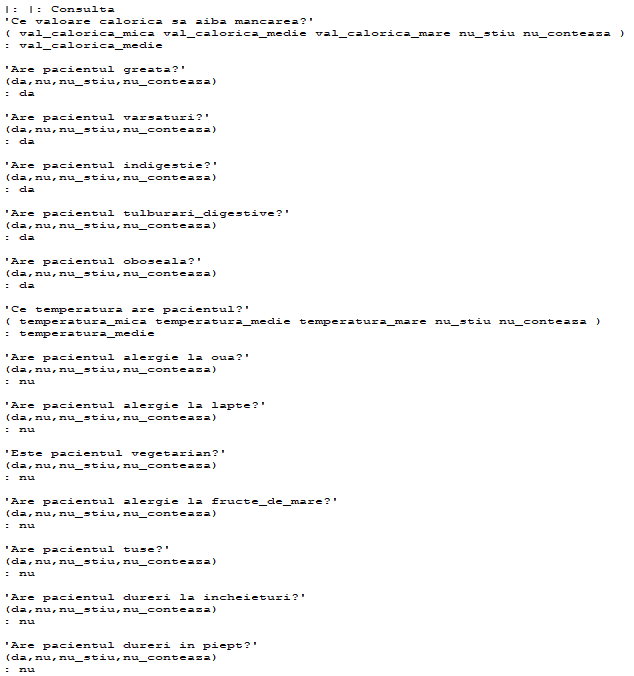 |: |: Consulta
'Ce valoare calorica sa aiba mancarea?'
( val_calorica_mica val_calorica_medie val_calorica_mare nu_stiu nu_conteaza )
: val_calorica_medie
'Are pacientul greata?'
(da,nu,nu_stiu,nu_conteaza)
: da
'Are pacientul varsaturi?'
(da,nu,nu_stiu,nu_conteaza)
: da
'Are pacientul indigestie?'
(da,nu,nu_stiu,nu_conteaza)
: da
'Are pacientul tulburari_digestive?'
(da,nu,nu_stiu,nu_conteaza)
: da
'Are pacientul oboseala?'
(da,nu,nu_stiu,nu_conteaza)
: da
'Ce temperatura are pacientul?'
( temperatura_mica temperatura_medie temperatura_mare nu_stiu nu_conteaza )
: temperatura_medie
'Are pacientul alergie la oua?'
(da,nu,nu_stiu,nu_conteaza)
: nu
'Are pacientul alergie la lapte?'
(da,nu,nu_stiu,nu_conteaza)
: nu
'Este pacientul vegetarian?'
(da,nu,nu_stiu,nu_conteaza)
: nu
'Are pacientul alergie la fructe_de_mare?'
(da,nu,nu_stiu,nu_conteaza)
: nu
'Are pacientul tuse?'
(da,nu,nu_stiu,nu_conteaza)
: nu
'Are pacientul dureri la incheieturi?'
(da,nu,nu_stiu,nu_conteaza)
: nu
'Are pacientul dureri in piept?'
(da,nu,nu_stiu,nu_conteaza)
: nu